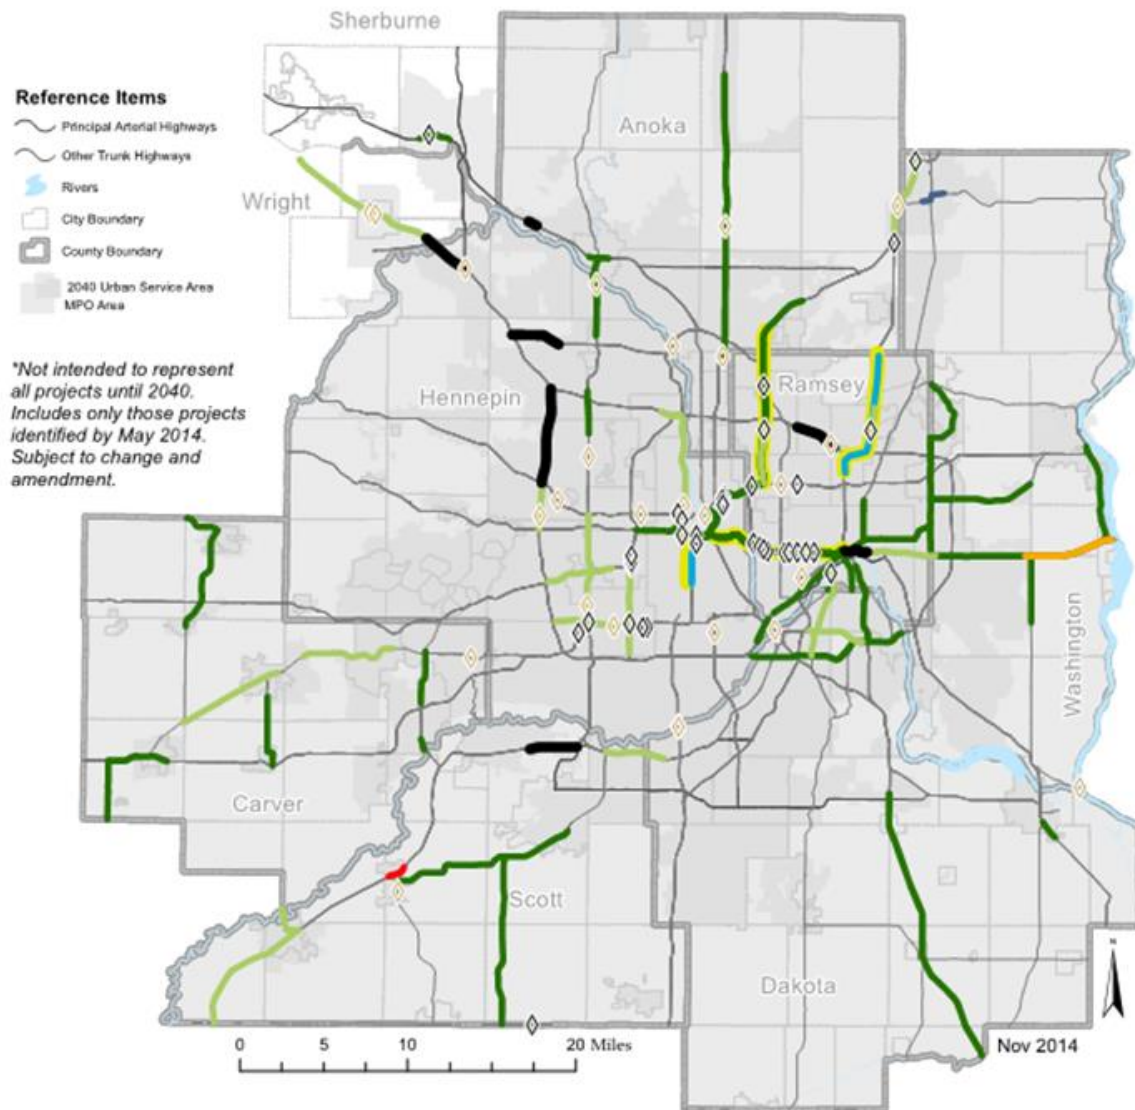 Sherburne
Reference Items
Principal Arterial Highways
Other Trunk Highways
Rivers
City Boundary
County Boundary
2040 Urban Service Area
MPO Area
Anoka
Wright
*Not intended to represent
all projects until 2040.
Includes only those projects
identified by May 2014.
Subject to change and
amendment.
Hennepin
Ramsey
Washington
Carver
Scott
Dakota
N
0 5 10 20 Miles
Nov 2014